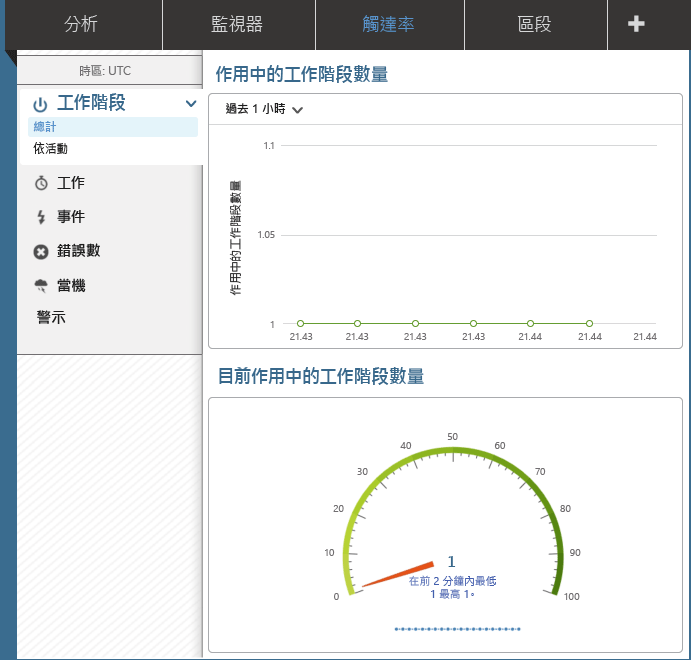 分析
監視器
觸達率
區段
時區: UTC
工作階段
總計
依活動
工作
事件
錯誤數
當機
警示
作用中的工作階段數量
過去 1 小時
作用中的工作階段數量
1.1
1.05
1
21.43 21.43 21.43 21.43 21.44 21.44 21.44
目前作用中的工作階段數量
0
10
20
30
40
50
60
70
80
90
100
1
在前 2 分鐘內最低
1 最高 1。